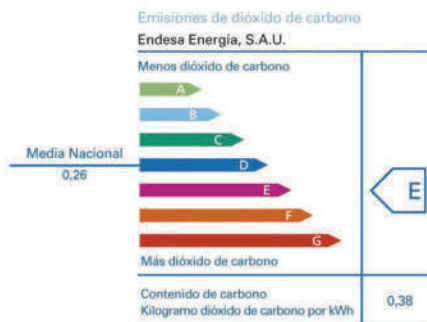 Emisiones de dióxido de carbono
Endesa Energía, S.A.U.
Menos dióxido de carbono
A
B
C
Media Nacional
0,26
D
E
E
F
G
Más dióxido de carbono
Contenido de carbono
Kilogramo dióxido de carbono por kWh
0,38